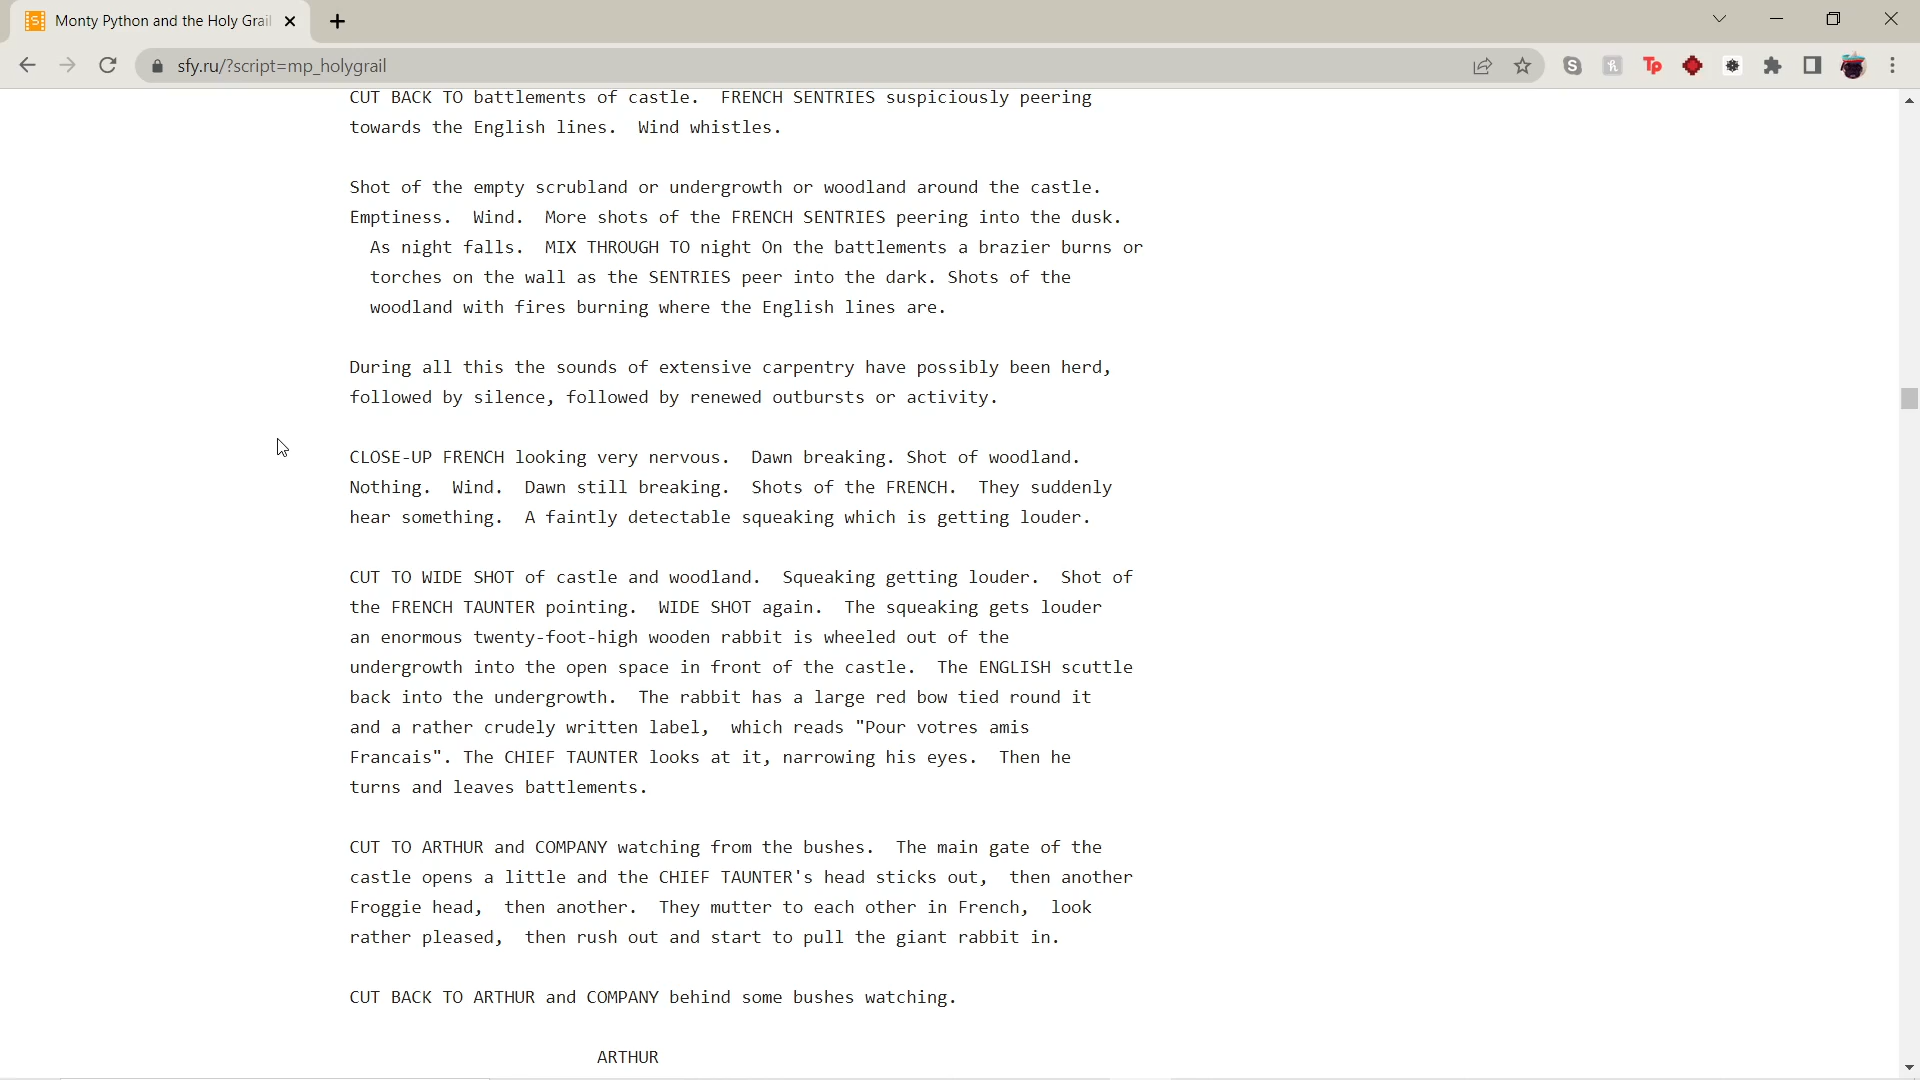 Monty Python and the Holy Grail
sfy.ru/?script=mp_holygrail
CUT BACK TO battlements of castle.  FRENCH SENTRIES suspiciously peering
towards the English lines.  Wind whistles.
Shot of the empty scrubland or undergrowth or woodland around the castle.
Emptiness.  Wind.  More shots of the FRENCH SENTRIES peering into the dusk.
As night falls.  MIX THROUGH TO night On the battlements a brazier burns or
torches on the wall as the SENTRIES peer into the dark. Shots of the
woodland with fires burning where the English lines are.
During all this the sounds of extensive carpentry have possibly been herd,
followed by silence, followed by renewed outbursts or activity.
CLOSE-UP FRENCH looking very nervous.  Dawn breaking. Shot of woodland.
Nothing.  Wind.  Dawn still breaking.  Shots of the FRENCH.  They suddenly
hear something.  A faintly detectable squeaking which is getting louder.
CUT TO WIDE SHOT of castle and woodland.  Squeaking getting louder.  Shot of
the FRENCH TAUNTER pointing.  WIDE SHOT again.  The squeaking gets louder
an enormous twenty-foot-high wooden rabbit is wheeled out of the
undergrowth into the open space in front of the castle.  The ENGLISH scuttle
back into the undergrowth.  The rabbit has a large red bow tied round it
and a rather crudely written label,  which reads "Pour votres amis
Francais". The CHIEF TAUNTER looks at it, narrowing his eyes.  Then he
turns and leaves battlements.
CUT TO ARTHUR and COMPANY watching from the bushes.  The main gate of the
castle opens a little and the CHIEF TAUNTER's head sticks out,  then another
Froggie head,  then another.  They mutter to each other in French,  look
rather pleased,  then rush out and start to pull the giant rabbit in.
CUT BACK TO ARTHUR and COMPANY behind some bushes watching.
ARTHUR